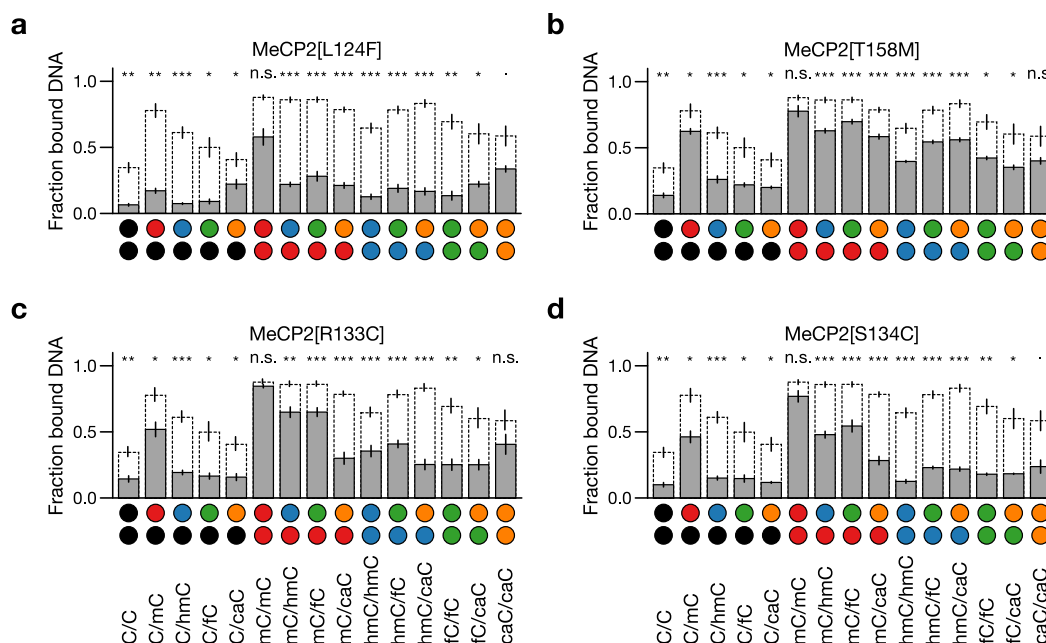 a
MeCP2[L124F]
** ** *** * * n.s. *** *** *** *** *** *** ** * ·
Fraction bound DNA
1.0
0.5
0.0
b
MeCP2[T158M]
** * *** * * n.s. *** *** *** *** *** *** * * n.s
Fraction bound DNA
1.0
0.5
0.0
c
MeCP2[R133C]
** * *** * * n.s. ** *** *** *** *** *** ** * n.s.
Fraction bound DNA
1.0
0.5
0.0
C/C
C/mC
C/hmC
C/fC
C/caC
mC/mC
mC/hmC
mC/fC
mC/caC
hmC/hmC
hmC/fC
hmC/caC
fC/fC
fC/caC
caC/caC
d
MeCP2[S134C]
** * *** * * n.s. *** *** *** *** *** *** ** * ·
Fraction bound DNA
1.0
0.5
0.0
C/C
C/mC
C/hmC
C/fC
C/caC
mC/mC
mC/hmC
mC/fC
mC/caC
hmC/hmC
hmC/fC
hmC/caC
fC/fC
fC/caC
caC/caC